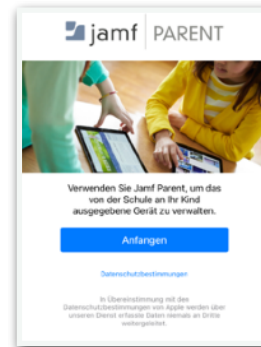 jamf PARENT
Verwenden Sie Jamf Parent, um das
von der Schule an Ihr Kind
ausgegebene Gerät zu verwalten.
Anfangen
Datenschutzbestimmungen
In Übereinstimmung mit den
Datenschutzbestimmungen von Apple werden über
unseren Dienst erfasste Daten niemals an Dritte
weitergeleitet.